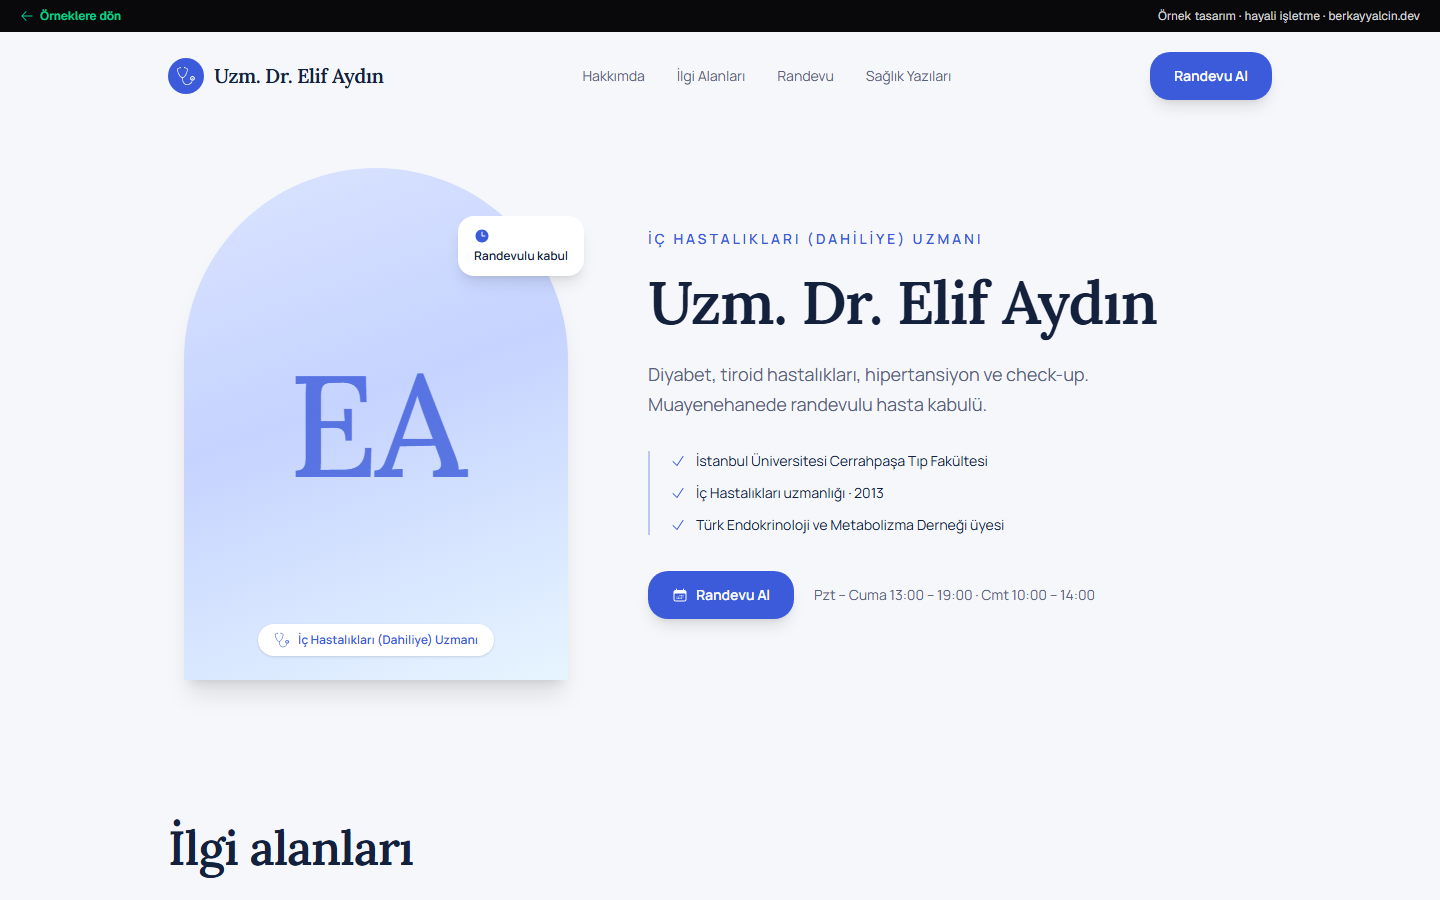 Örneklere dön
Örnek tasarım · hayali işletme · berkayyalcin.dev
Uzm. Dr. Elif Aydın
Hakkımda
İlgi Alanları
Randevu
Sağlık Yazıları
Randevu Al
Randevulu kabul
EA
İç Hastalıkları (Dahiliye) Uzmanı
İÇ HASTALIKLARI (DAHİLİYE) UZMANI
Uzm. Dr. Elif Aydın
Diyabet, tiroid hastalıkları, hipertansiyon ve check-up.
Muayenehanede randevulu hasta kabulü.
İstanbul Üniversitesi Cerrahpaşa Tıp Fakültesi
İç Hastalıkları uzmanlığı · 2013
Türk Endokrinoloji ve Metabolizma Derneği üyesi
Randevu Al
Pzt – Cuma 13:00 – 19:00 · Cmt 10:00 – 14:00
İlgi alanları